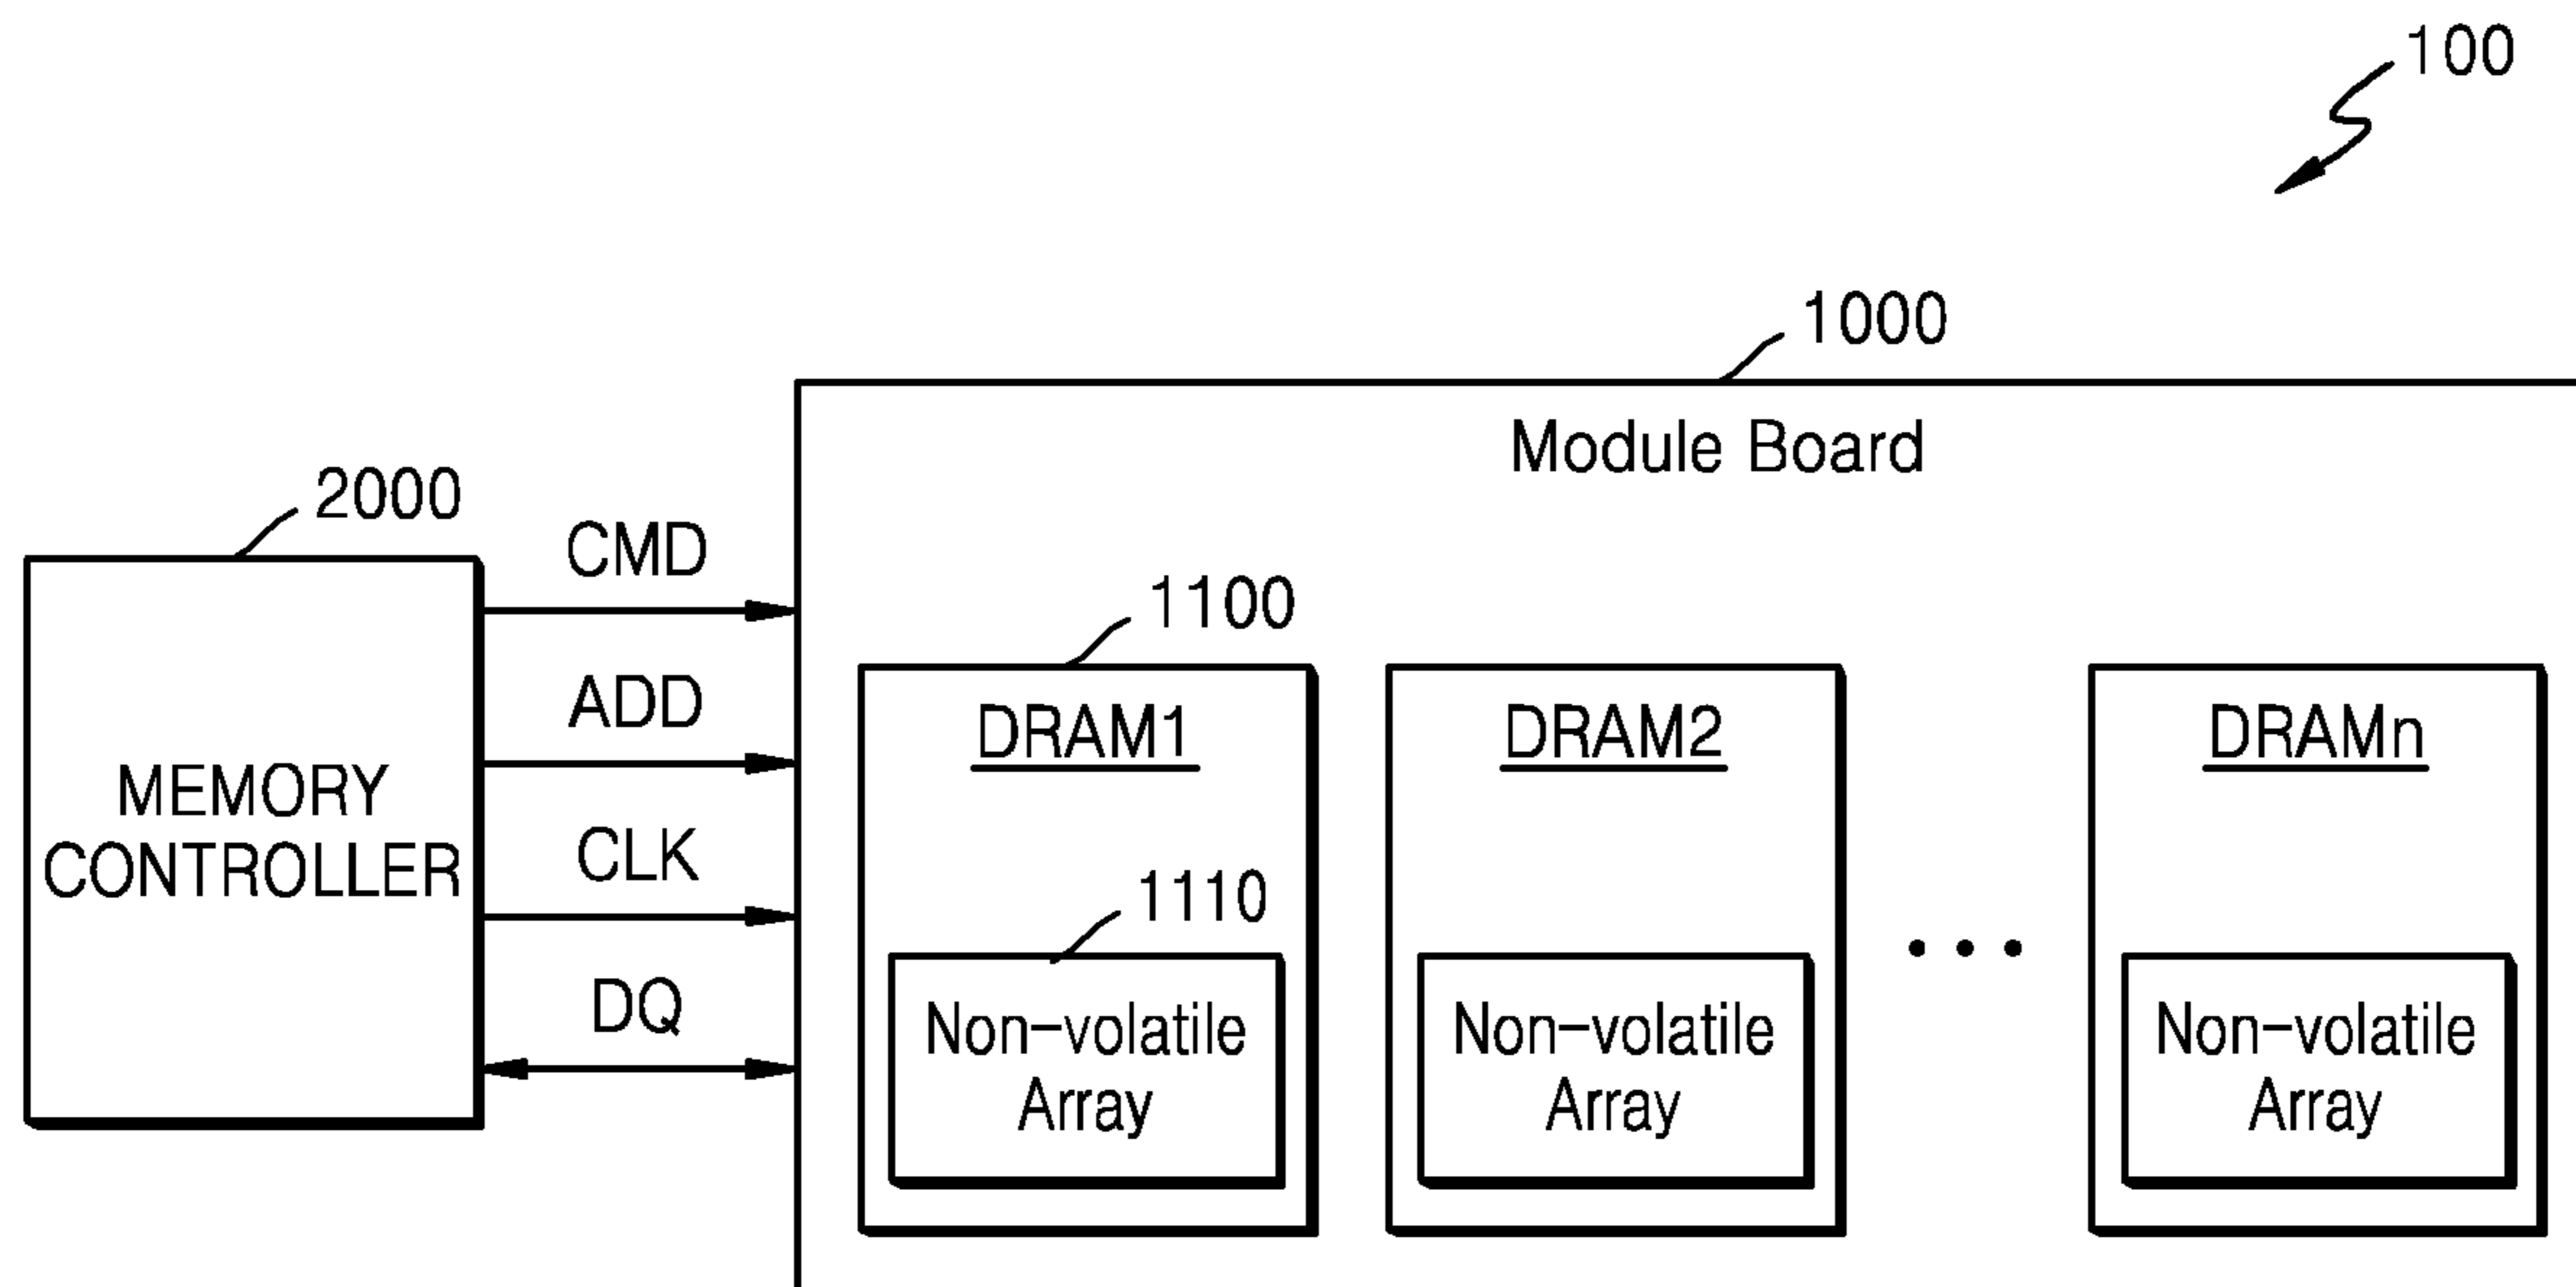 100
1000
Module Board
2000
CMD
1100
ADD
DRAM1
DRAM2
DRAMn
MEMORY
CONTROLLER
CLK
1110
DQ
Non-volatile
Array
Non-volatile
Array
Non-volatile
Array